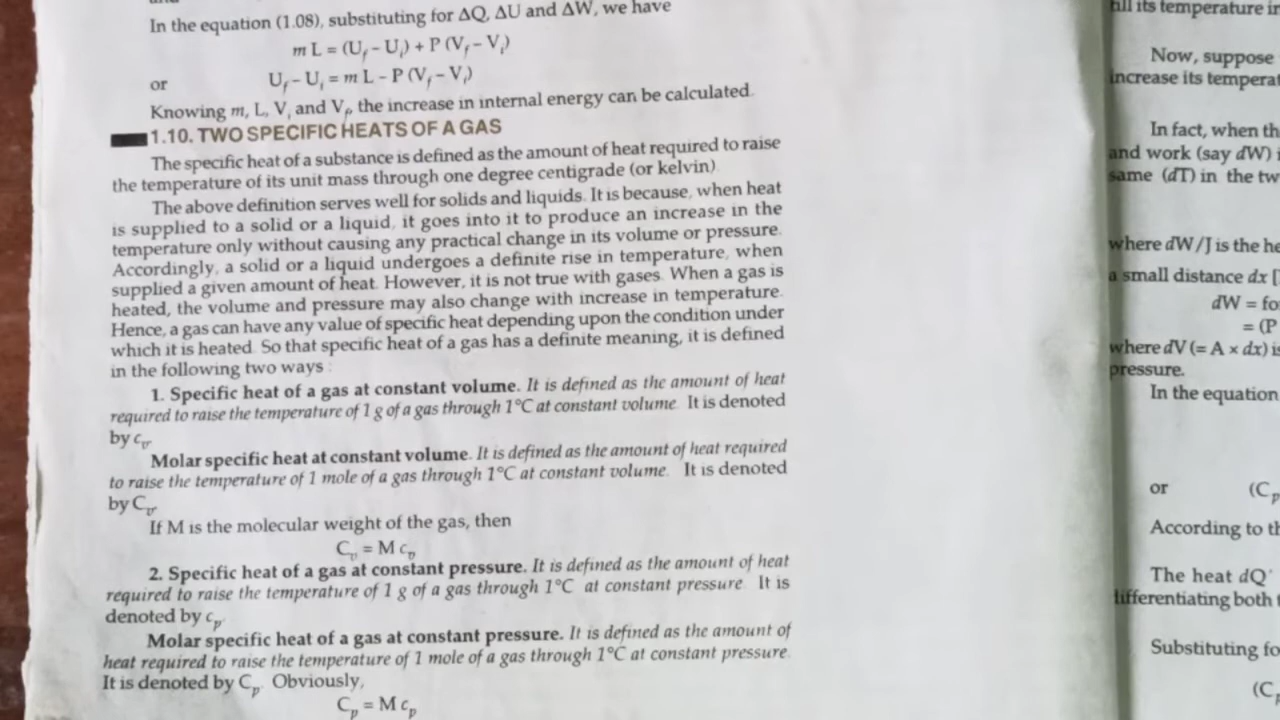 In the equation (1.08), substituting for ΔQ, ΔU and ΔW, we have
m L = (U_f – U_i) + P (V_f – V_i)
or U_f – U_i = m L – P (V_f – V_i)
Knowing m, L, V_i and V_f, the increase in internal energy can be calculated.
1.10. TWO SPECIFIC HEATS OF A GAS
The specific heat of a substance is defined as the amount of heat required to raise
the temperature of its unit mass through one degree centigrade (or kelvin).
The above definition serves well for solids and liquids. It is because, when heat
is supplied to a solid or a liquid, it goes into it to produce an increase in the
temperature only without causing any practical change in its volume or pressure.
Accordingly, a solid or a liquid undergoes a definite rise in temperature, when
supplied a given amount of heat. However, it is not true with gases. When a gas is
heated, the volume and pressure may also change with increase in temperature.
Hence, a gas can have any value of specific heat depending upon the condition under
which it is heated. So that specific heat of a gas has a definite meaning, it is defined
in the following two ways :
1. Specific heat of a gas at constant volume. It is defined as the amount of heat
required to raise the temperature of 1 g of a gas through 1°C at constant volume. It is denoted
by c_v.
Molar specific heat at constant volume. It is defined as the amount of heat required
to raise the temperature of 1 mole of a gas through 1°C at constant volume. It is denoted
by C_v.
If M is the molecular weight of the gas, then
C_v = M c_v
2. Specific heat of a gas at constant pressure. It is defined as the amount of heat
required to raise the temperature of 1 g of a gas through 1°C at constant pressure. It is
denoted by c_p.
Molar specific heat of a gas at constant pressure. It is defined as the amount of
heat required to raise the temperature of 1 mole of a gas through 1°C at constant pressure.
It is denoted by C_p. Obviously,
C_p = M c_p
its temperature
Now, suppose
increase its
In fact, when
and work (say dW)
same (dT) in the
where dW/J is the
a small distance dx
dW =
= (P
where dV (= A × dx)
pressure.
In the equation
or (C_p
According to
The heat dQ'
differentiating both
Substituting
(C_p